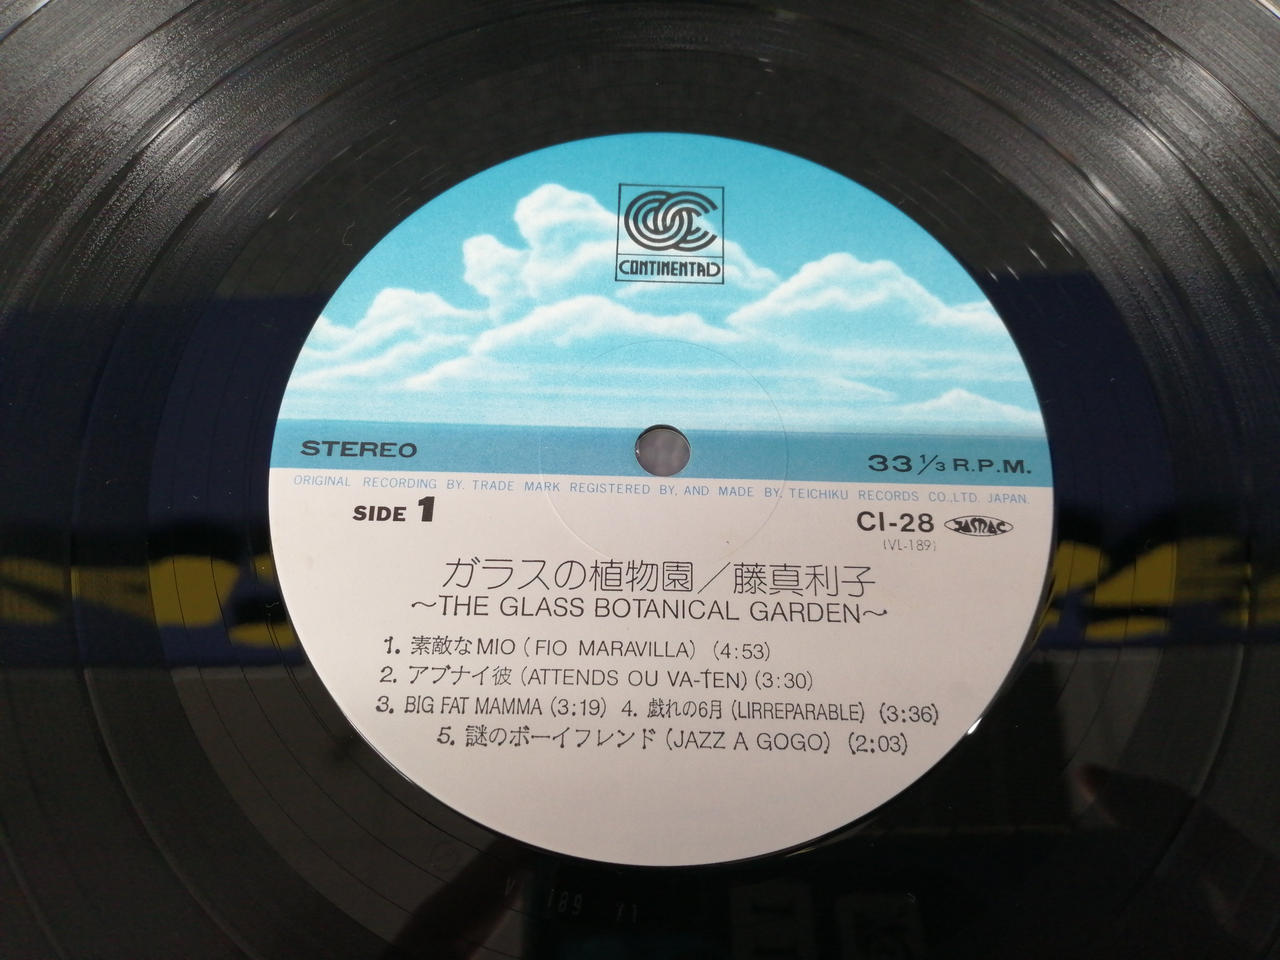 CONTINENTAL
STEREO
33 1/3 R.P.M.
ORIGINAL RECORDING BY. TRADE MARK REGISTERED BY, AND MADE BY, TEICHIKU RECORDS CO.,LTD. JAPAN.
SIDE 1
CI-28 JASRAC
(VL-189)
ガラスの植物園/藤真利子
~THE GLASS BOTANICAL GARDEN~
1. 素敵なMIO (FIO MARAVILLA) (4:53)
2. アブナイ彼 (ATTENDS OU VA-TEN) (3:30)
3. BIG FAT MAMMA (3:19) 4. 戯れの6月 (LIRREPARABLE) (3:36)
5. 謎のボーイフレンド (JAZZ A GOGO) (2:03)
189